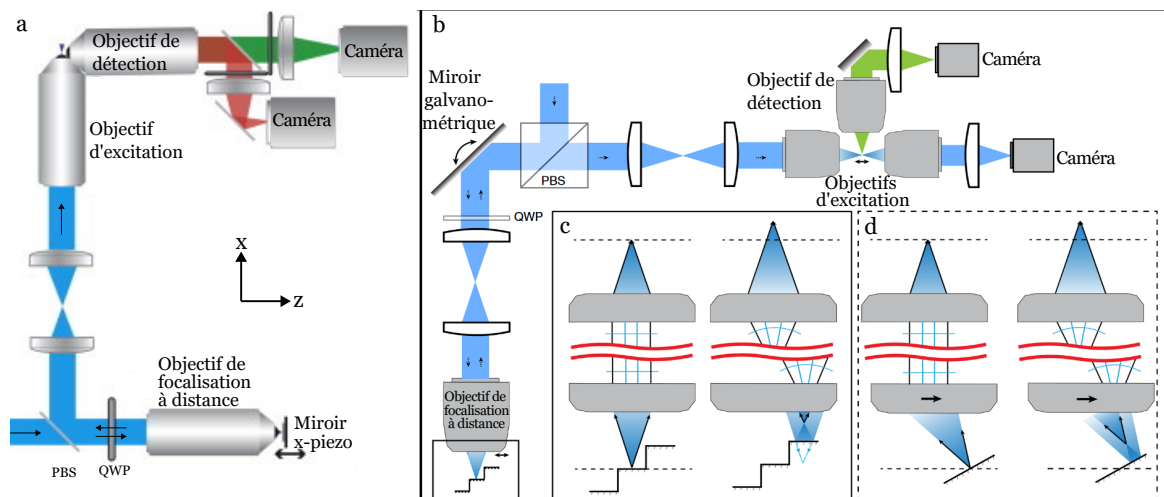 a
Objectif de
détection
Caméra
Caméra
Objectif
d'excitation
x
z
Objectif de
focalisation
à distance
Miroir
x-piezo
PBS
QWP
b
Miroir
galvano-
métrique
PBS
QWP
Objectif de
focalisation
à distance
Objectif de
détection
Caméra
Caméra
Objectifs
d'excitation
c
d